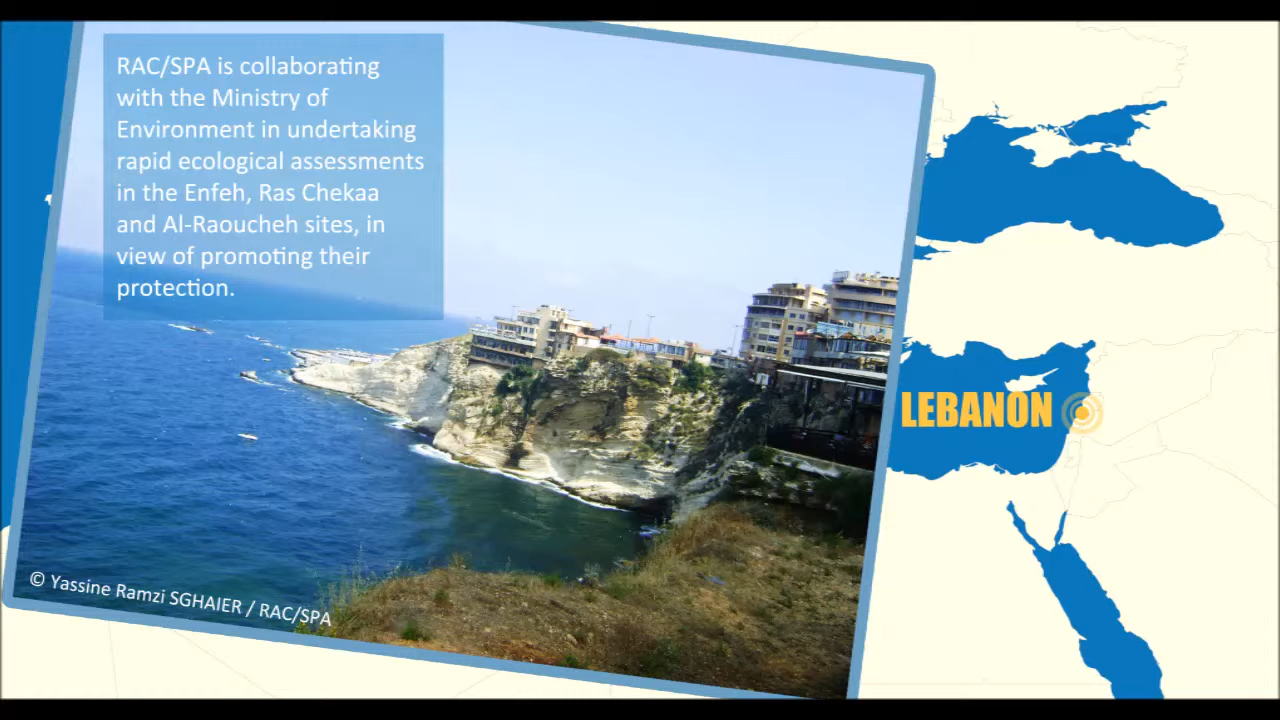 RAC/SPA is collaborating
with the Ministry of
Environment in undertaking
rapid ecological assessments
in the Enfeh, Ras Chekaa
and Al-Raoucheh sites, in
view of promoting their
protection.
LEBANON
© Yassine Ramzi SGHAIER / RAC/SPA